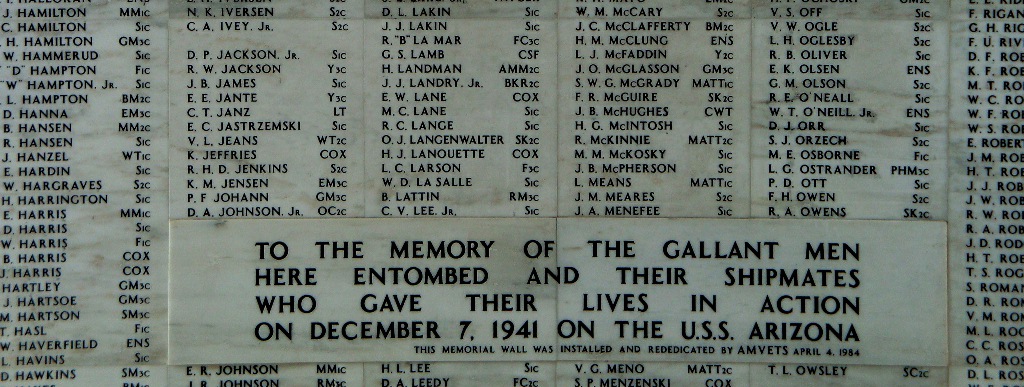 C. HAMILTON MM1C
J. HAMILTON S1C
H. HAMILTON GM3C
W. HAMMERUD S1C
"D" HAMPTON F1C
"W" HAMPTON, JR. S1C
L. HAMPTON BM2C
D. HANNA EM3C
B. HANSEN MM2C
R. HANSEN S1C
J. HANZEL WT1C
E. HARDIN S1C
W. HARGRAVES S2C
H. HARRINGTON S1C
E. HARRIS MM1C
D. HARRIS S1C
W. HARRIS F1C
B. HARRIS COX
J. HARRIS COX
HARTLEY GM3C
J. HARTSOE GM3C
M. HARTSON SM3C
T. HASL F1C
W. HAVERFIELD ENS
L. HAVINS S1C
D. HAWKINS SM3C
N. K. IVERSEN S2C
C. A. IVEY, JR. S2C
D. P. JACKSON, JR. S1C
R. W. JACKSON Y3C
J. B. JAMES S1C
E. E. JANTE Y3C
C. T. JANZ LT
E. C. JASTRZEMSKI S1C
V. L. JEANS WT2C
K. JEFFRIES COX
R. H. D. JENKINS S2C
K. M. JENSEN EM3C
P. F JOHANN GM3C
D. A. JOHNSON, JR. OC2C
D. L. LAKIN S1C
J. J. LAKIN S1C
R. "B" LA MAR FC3C
G. S. LAMB CSF
H. LANDMAN AMM2C
J. J. LANDRY, JR. BKR2C
E. W. LANE COX
M. C. LANE S1C
R. C. LANGE S1C
O. J. LANGENWALTER SK2C
H. J. LANOUETTE COX
L. C. LARSON F3C
W. D. LA SALLE S1C
B. LATTIN RM3C
C. V. LEE, JR. S1C
W. M. McCARY S2C
J. C. McCLAFFERTY BM2C
H. M. McCLUNG ENS
L. J. McFADDIN Y2C
J. O. McGLASSON GM3C
S. W. G. McGRADY MATT1C
F. R. McGUIRE SK2C
J. B. McHUGHES CWT
H. G. McINTOSH S1C
R. McKINNIE MATT2C
M. M. McKOSKY S1C
J. B. McPHERSON S1C
L. MEANS MATT1C
J. M. MEARES S2C
J. A. MENEFEE S1C
V. S. OFF S1C
V. W. OGLE S2C
L. H. OGLESBY S2C
R. B. OLIVER S1C
E. K. OLSEN ENS
G. M. OLSON S2C
R. E. O'NEALL S1C
W. T. O'NEILL, JR. ENS
D. J. ORR S1C
S. J. ORZECH S2C
M. E. OSBORNE F1C
L. G. OSTRANDER PHM3C
P. D. OTT S1C
F. H. OWEN S2C
R. A. OWENS SK2C
TO THE MEMORY OF THE GALLANT MEN
HERE ENTOMBED AND THEIR SHIPMATES
WHO GAVE THEIR LIVES IN ACTION
ON DECEMBER 7, 1941 ON THE U.S.S. ARIZONA
THIS MEMORIAL WALL WAS INSTALLED AND REDEDICATED BY AMVETS APRIL 4, 1984
E. R. JOHNSON MM1C
J. R. JOHNSON RM3C
H. L. LEE S1C
D. A. LEEDY FC2C
V. G. MENO MATT2C
S. P. MENZENSKI COX
T. L. OWSLEY SC2C